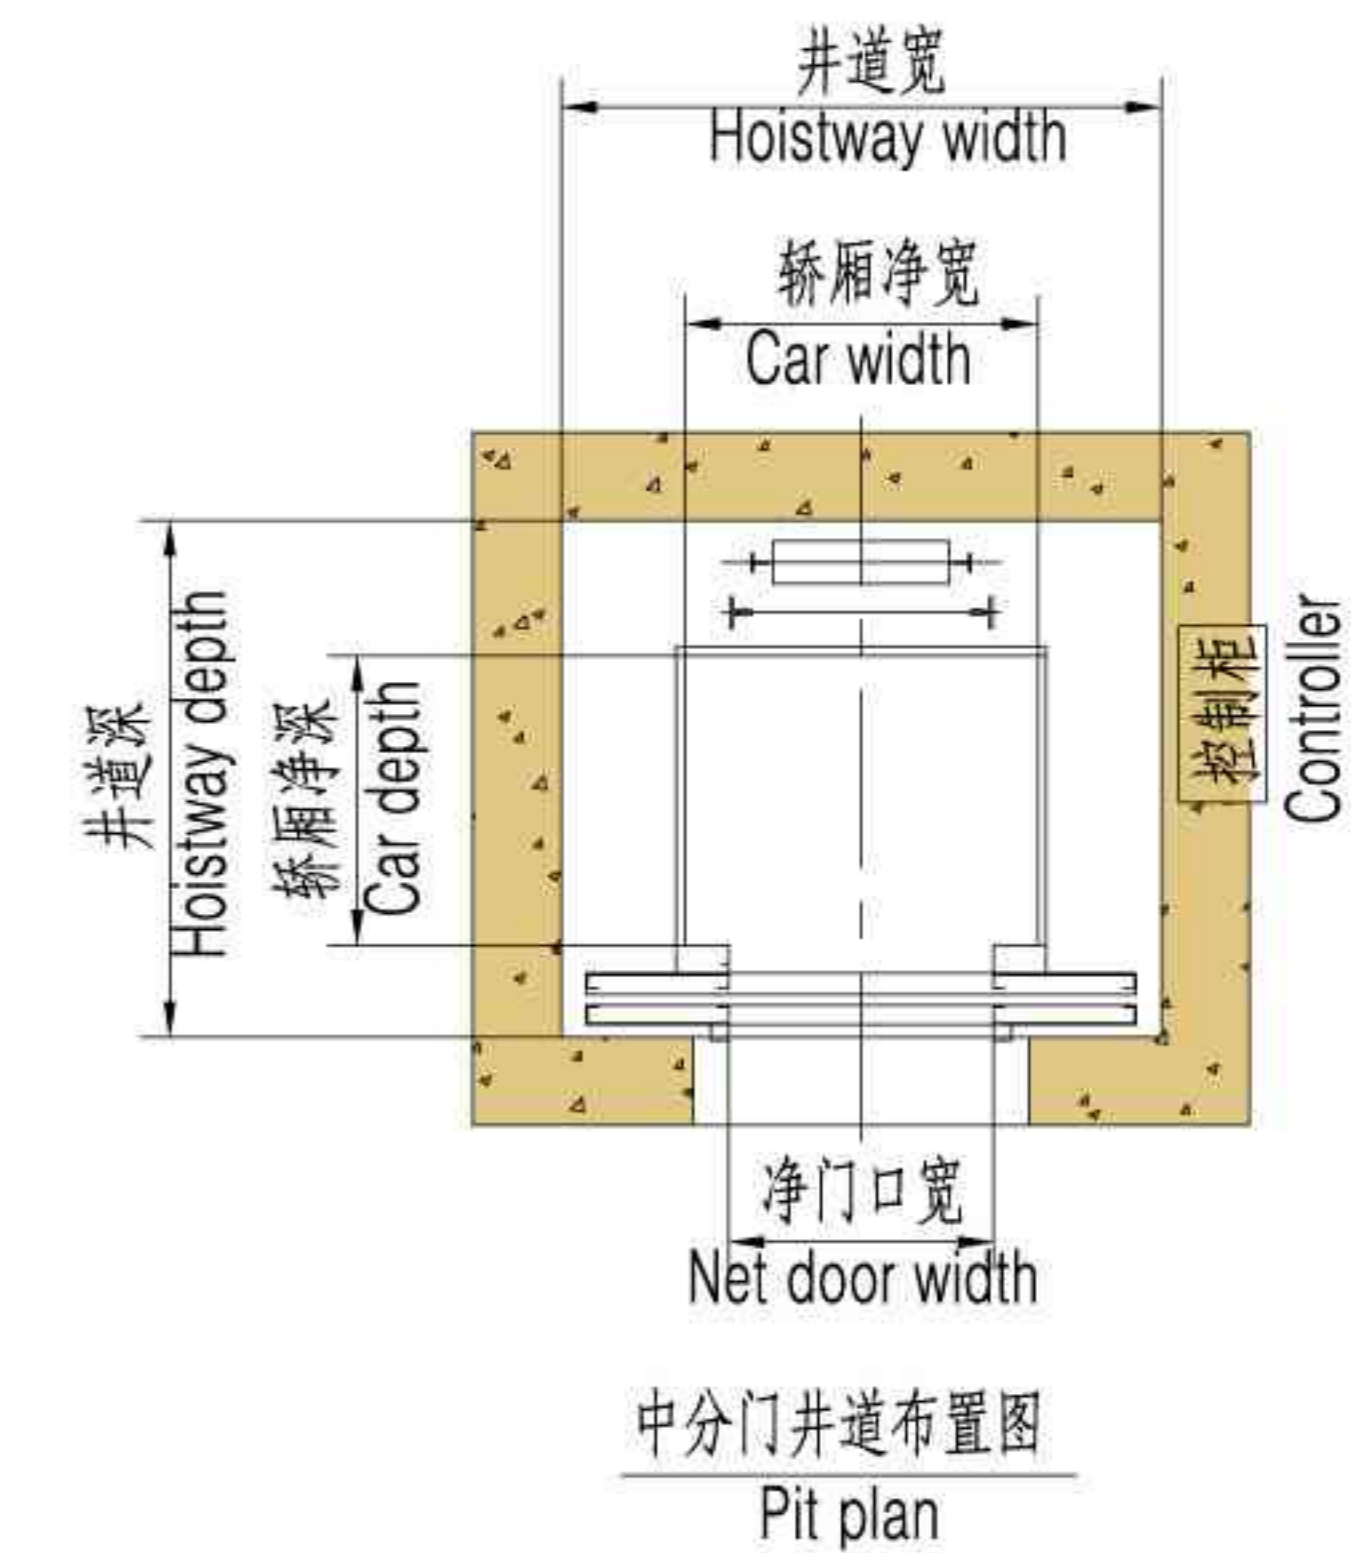 井道宽
Hoistway width
轿厢净宽
Car width
井道深
Hoistway depth
轿厢净深
Car depth
控制柜
Controller
净门口宽
Net door width
中分门井道布置图
Pit plan